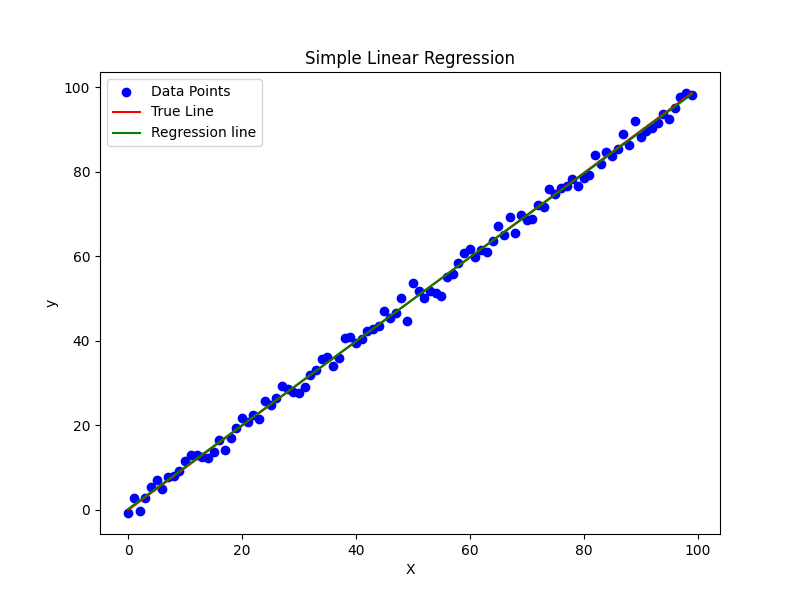 Simple Linear Regression
Data Points
True Line
Regression line
100
80
60
40
20
0
y
0 20 40 60 80 100
X